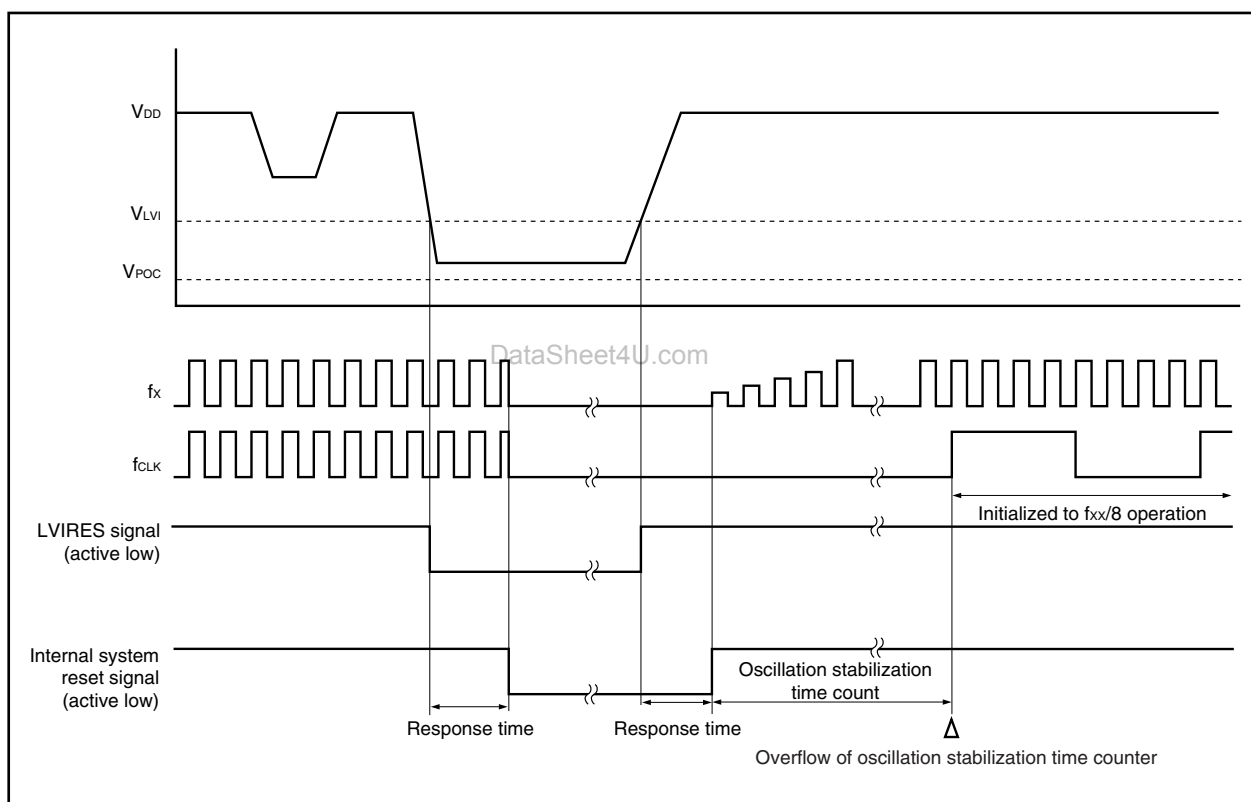 VDD
VLVI
VPOC
DataSheet4U.com
fX
fCLK
Initialized to fXX/8 operation
LVIRES signal
(active low)
Internal system
reset signal
(active low)
Oscillation stabilization
time count
Response time
Response time
Overflow of oscillation stabilization time counter